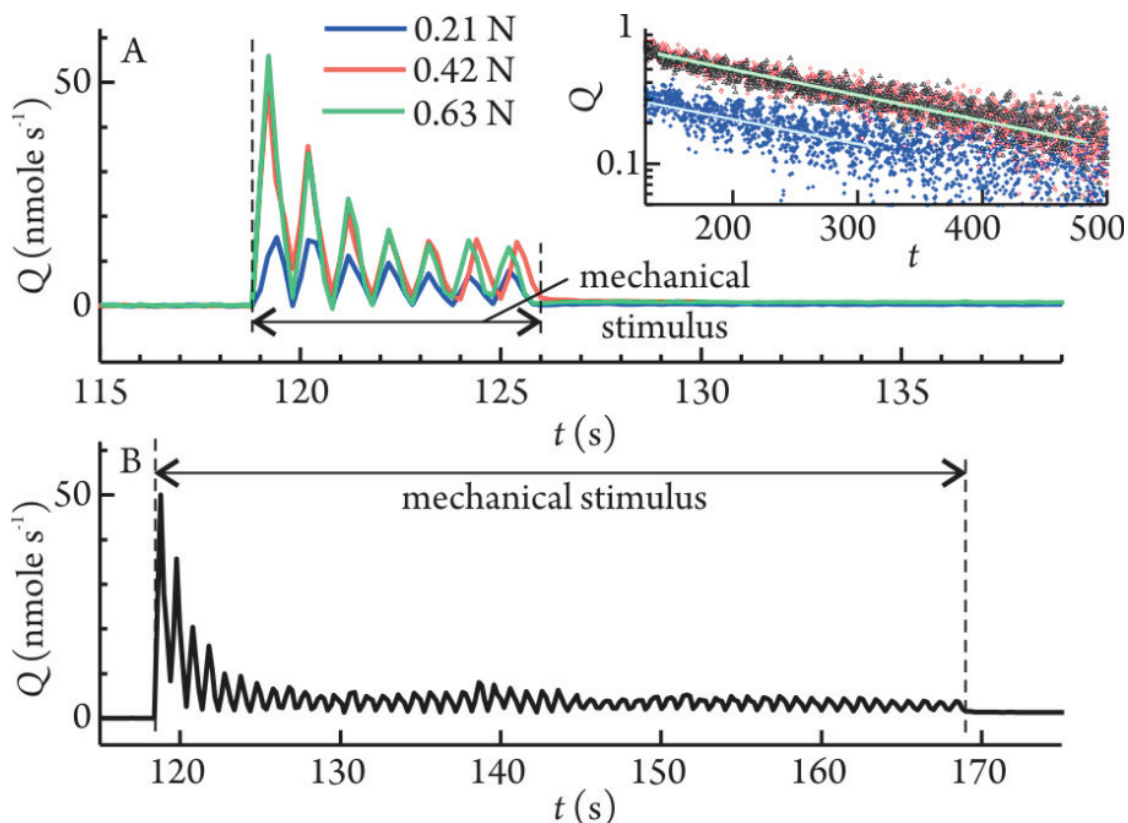 A
0.21 N
0.42 N
0.63 N
Q (nmole s⁻¹)
50
0
mechanical
stimulus
115 120 125 130 135
t (s)
Q
1
0.1
200 300 400 500
t
B
mechanical stimulus
Q (nmole s⁻¹)
50
0
120 130 140 150 160 170
t (s)